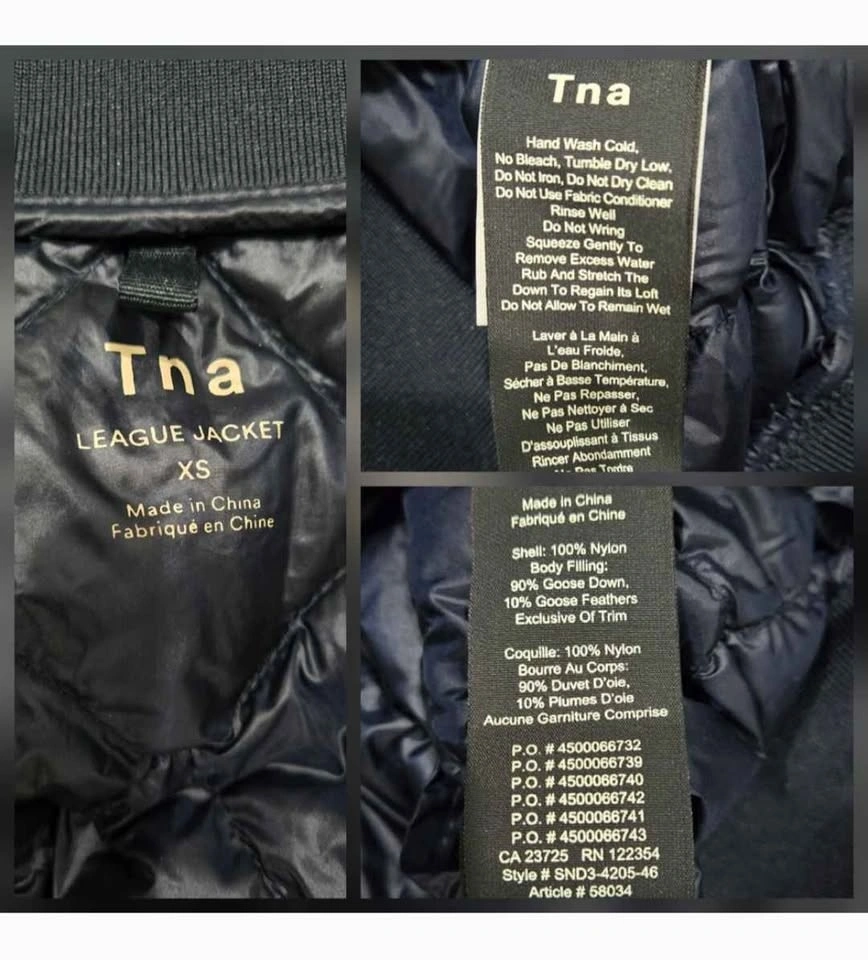 Tna
LEAGUE JACKET
XS
Made in China
Fabriqué en Chine
Tna
Hand Wash Cold,
No Bleach, Tumble Dry Low,
Do Not Iron, Do Not Dry Clean
Do Not Use Fabric Conditioner
Rinse Well
Do Not Wring
Squeeze Gently To
Remove Excess Water
Rub And Stretch The
Down To Regain Its Loft
Do Not Allow To Remain Wet
Laver à La Main à
L'eau Froide,
Pas De Blanchiment,
Sécher à Basse Température,
Ne Pas Repasser,
Ne Pas Nettoyer à Sec
Ne Pas Utiliser
D'assouplissant à Tissus
Rincer Abondamment
Ne Pas Tordre
Made in China
Fabriqué en Chine
Shell: 100% Nylon
Body Filling:
90% Goose Down,
10% Goose Feathers
Exclusive Of Trim
Coquille: 100% Nylon
Bourre Au Corps:
90% Duvet D'oie,
10% Plumes D'oie
Aucune Garniture Comprise
P.O. # 4500066732
P.O. # 4500066739
P.O. # 4500066740
P.O. # 4500066742
P.O. # 4500066741
P.O. # 4500066743
CA 23725 RN 122354
Style # SND3-4205-46
Article # 58034